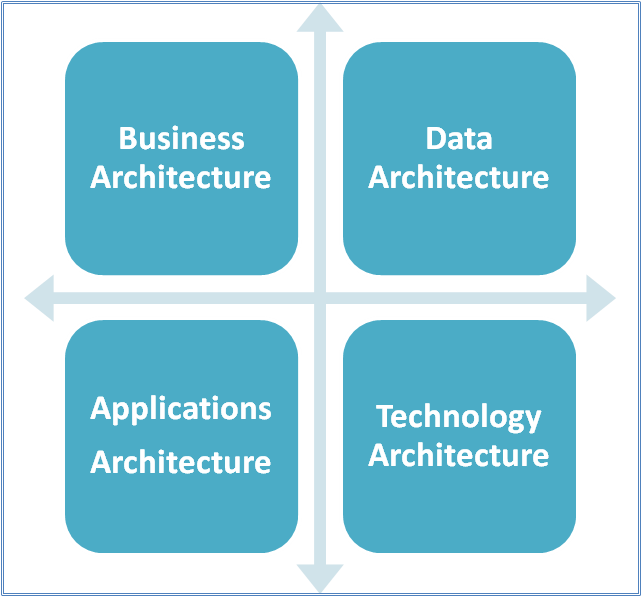 Business
Architecture
Data
Architecture
Applications
Architecture
Technology
Architecture